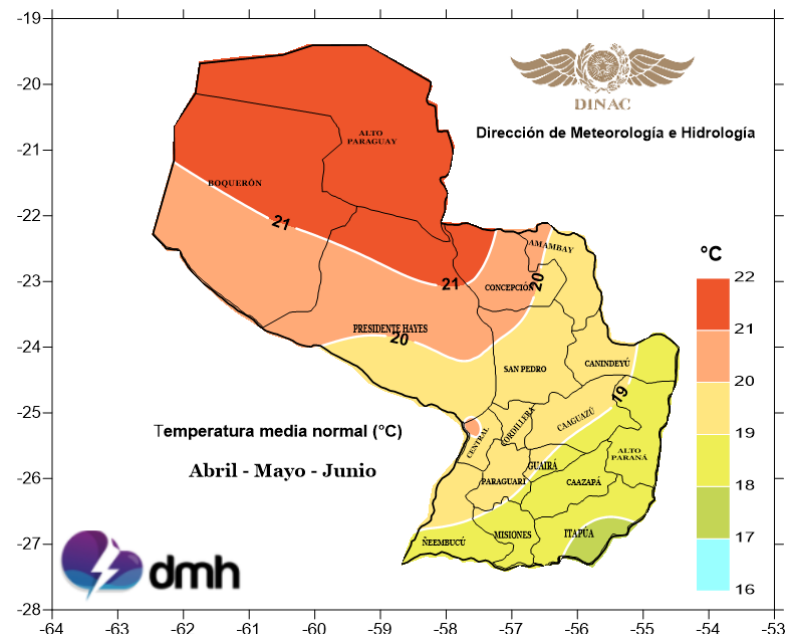 -19
-20
-21
-22
-23
-24
-25
-26
-27
-28
-64
-63
-62
-61
-60
-59
-58
-57
-56
-55
-54
-53
DINAC
Dirección de Meteorología e Hidrología
ALTO
PARAGUAY
BOQUERÓN
21
21
AMAMBAY
CONCEPCIÓN
20
PRESIDENTE HAYES
20
SAN PEDRO
CANINDEYÚ
19
CORDILLERA
CAAGUAZÚ
CENTRAL
GUAIRÁ
ALTO
PARANÁ
PARAGUARI
CAAZAPÁ
MISIONES
ITAPÚA
ÑEEMBUCÚ
°C
22
21
20
19
18
17
16
Temperatura media normal (°C)
Abril - Mayo - Junio
dmh